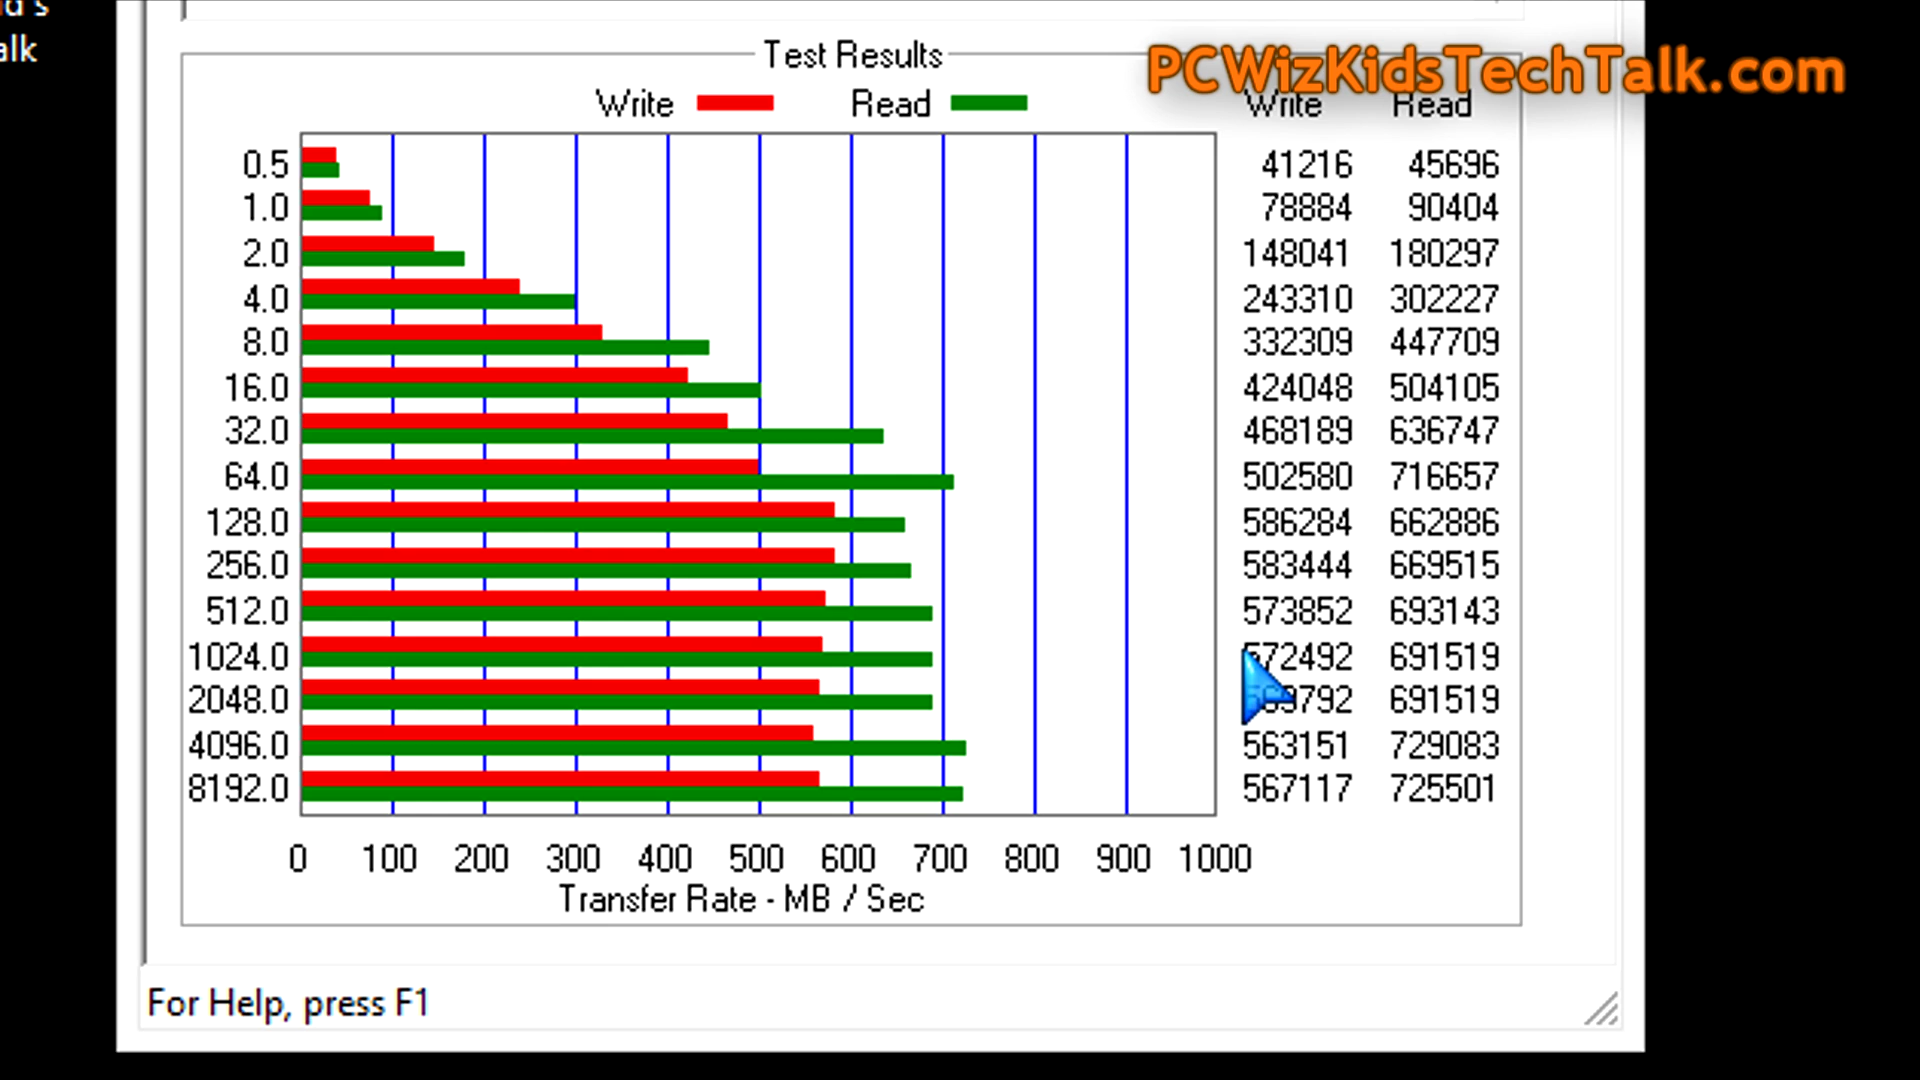 d's
alk
PCWizKidsTechTalk.com
Test Results
Write Read Write Read
0.5 41216 45696
1.0 78884 90404
2.0 148041 180297
4.0 243310 302227
8.0 332309 447709
16.0 424048 504105
32.0 468189 636747
64.0 502580 716657
128.0 586284 662886
256.0 583444 669515
512.0 573852 693143
1024.0 572492 691519
2048.0 569792 691519
4096.0 563151 729083
8192.0 567117 725501
0 100 200 300 400 500 600 700 800 900 1000
Transfer Rate - MB / Sec
For Help, press F1